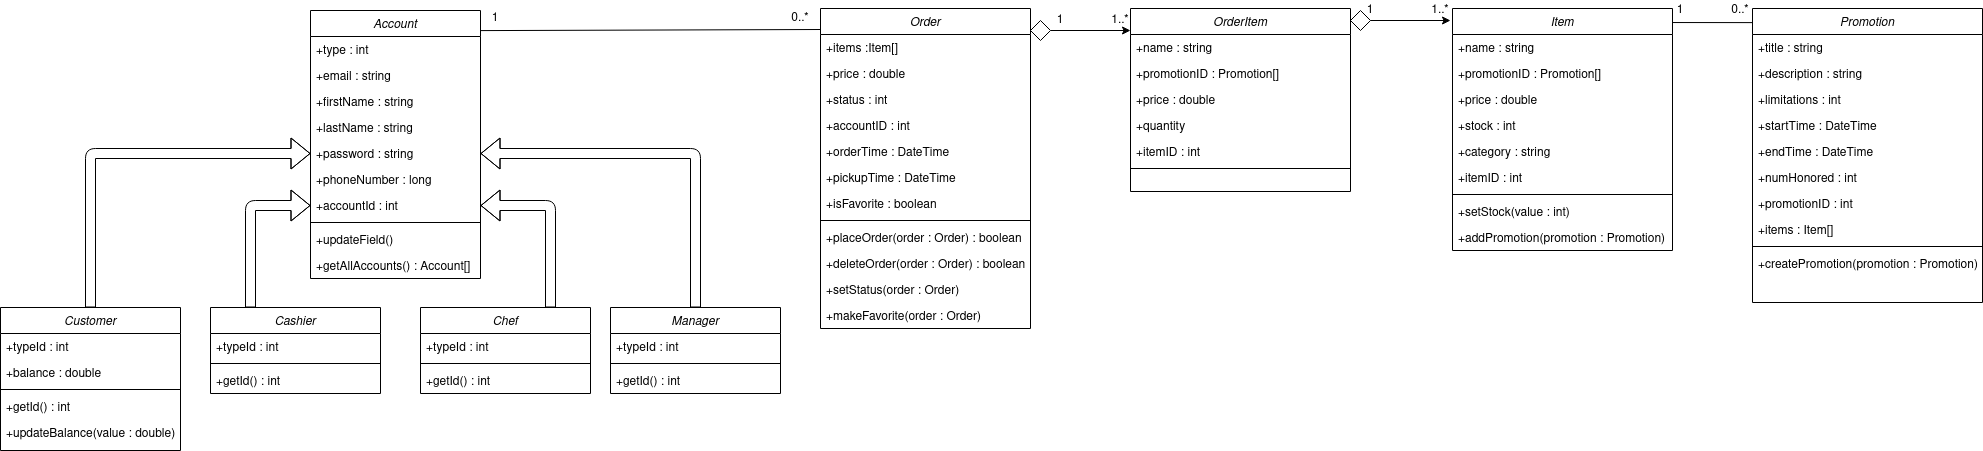 Account
+type : int
+email : string
+firstName : string
+lastName : string
+password : string
+phoneNumber : long
+accountId : int
+updateField()
+getAllAccounts() : Account[]
1
0..*
Order
+items :Item[]
+price : double
+status : int
+accountID : int
+orderTime : DateTime
+pickupTime : DateTime
+isFavorite : boolean
+placeOrder(order : Order) : boolean
+deleteOrder(order : Order) : boolean
+setStatus(order : Order)
+makeFavorite(order : Order)
1
1..*
OrderItem
+name : string
+promotionID : Promotion[]
+price : double
+quantity
+itemID : int
1
1..*
Item
+name : string
+promotionID : Promotion[]
+price : double
+stock : int
+category : string
+itemID : int
+setStock(value : int)
+addPromotion(promotion : Promotion)
1
0..*
Promotion
+title : string
+description : string
+limitations : int
+startTime : DateTime
+endTime : DateTime
+numHonored : int
+promotionID : int
+items : Item[]
+createPromotion(promotion : Promotion)
Customer
+typeId : int
+balance : double
+getId() : int
+updateBalance(value : double)
Cashier
+typeId : int
+getId() : int
Chef
+typeId : int
+getId() : int
Manager
+typeId : int
+getId() : int